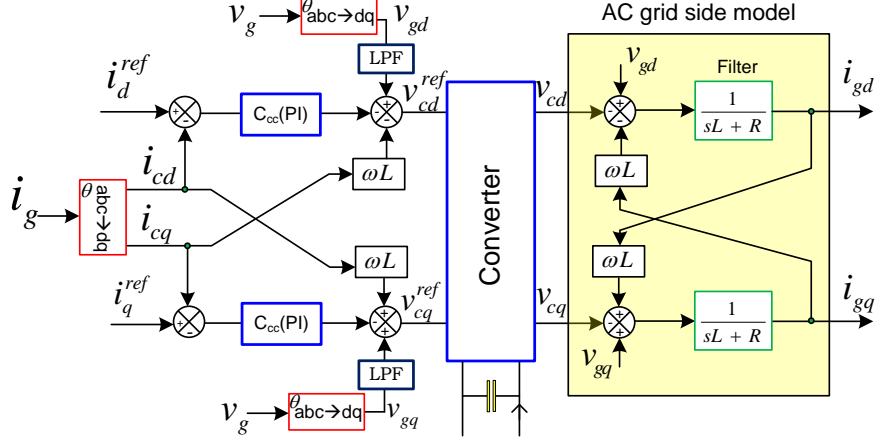 AC grid side model
v_g
θ
abc→dq
v_gd
LPF
i_d^ref
+
-
C_cc(PI)
+
-
-
v_cd^ref
v_cd
v_gd
+
-
-
Filter
1
sL + R
i_gd
i_cd
ωL
ωL
i_g
θ
abc→dq
Converter
i_cq
ωL
ωL
i_q^ref
+
-
C_cc(PI)
+
-
+
v_cq^ref
v_cq
+
-
+
1
sL + R
i_gq
v_gq
LPF
v_g
θ
abc→dq
v_gq